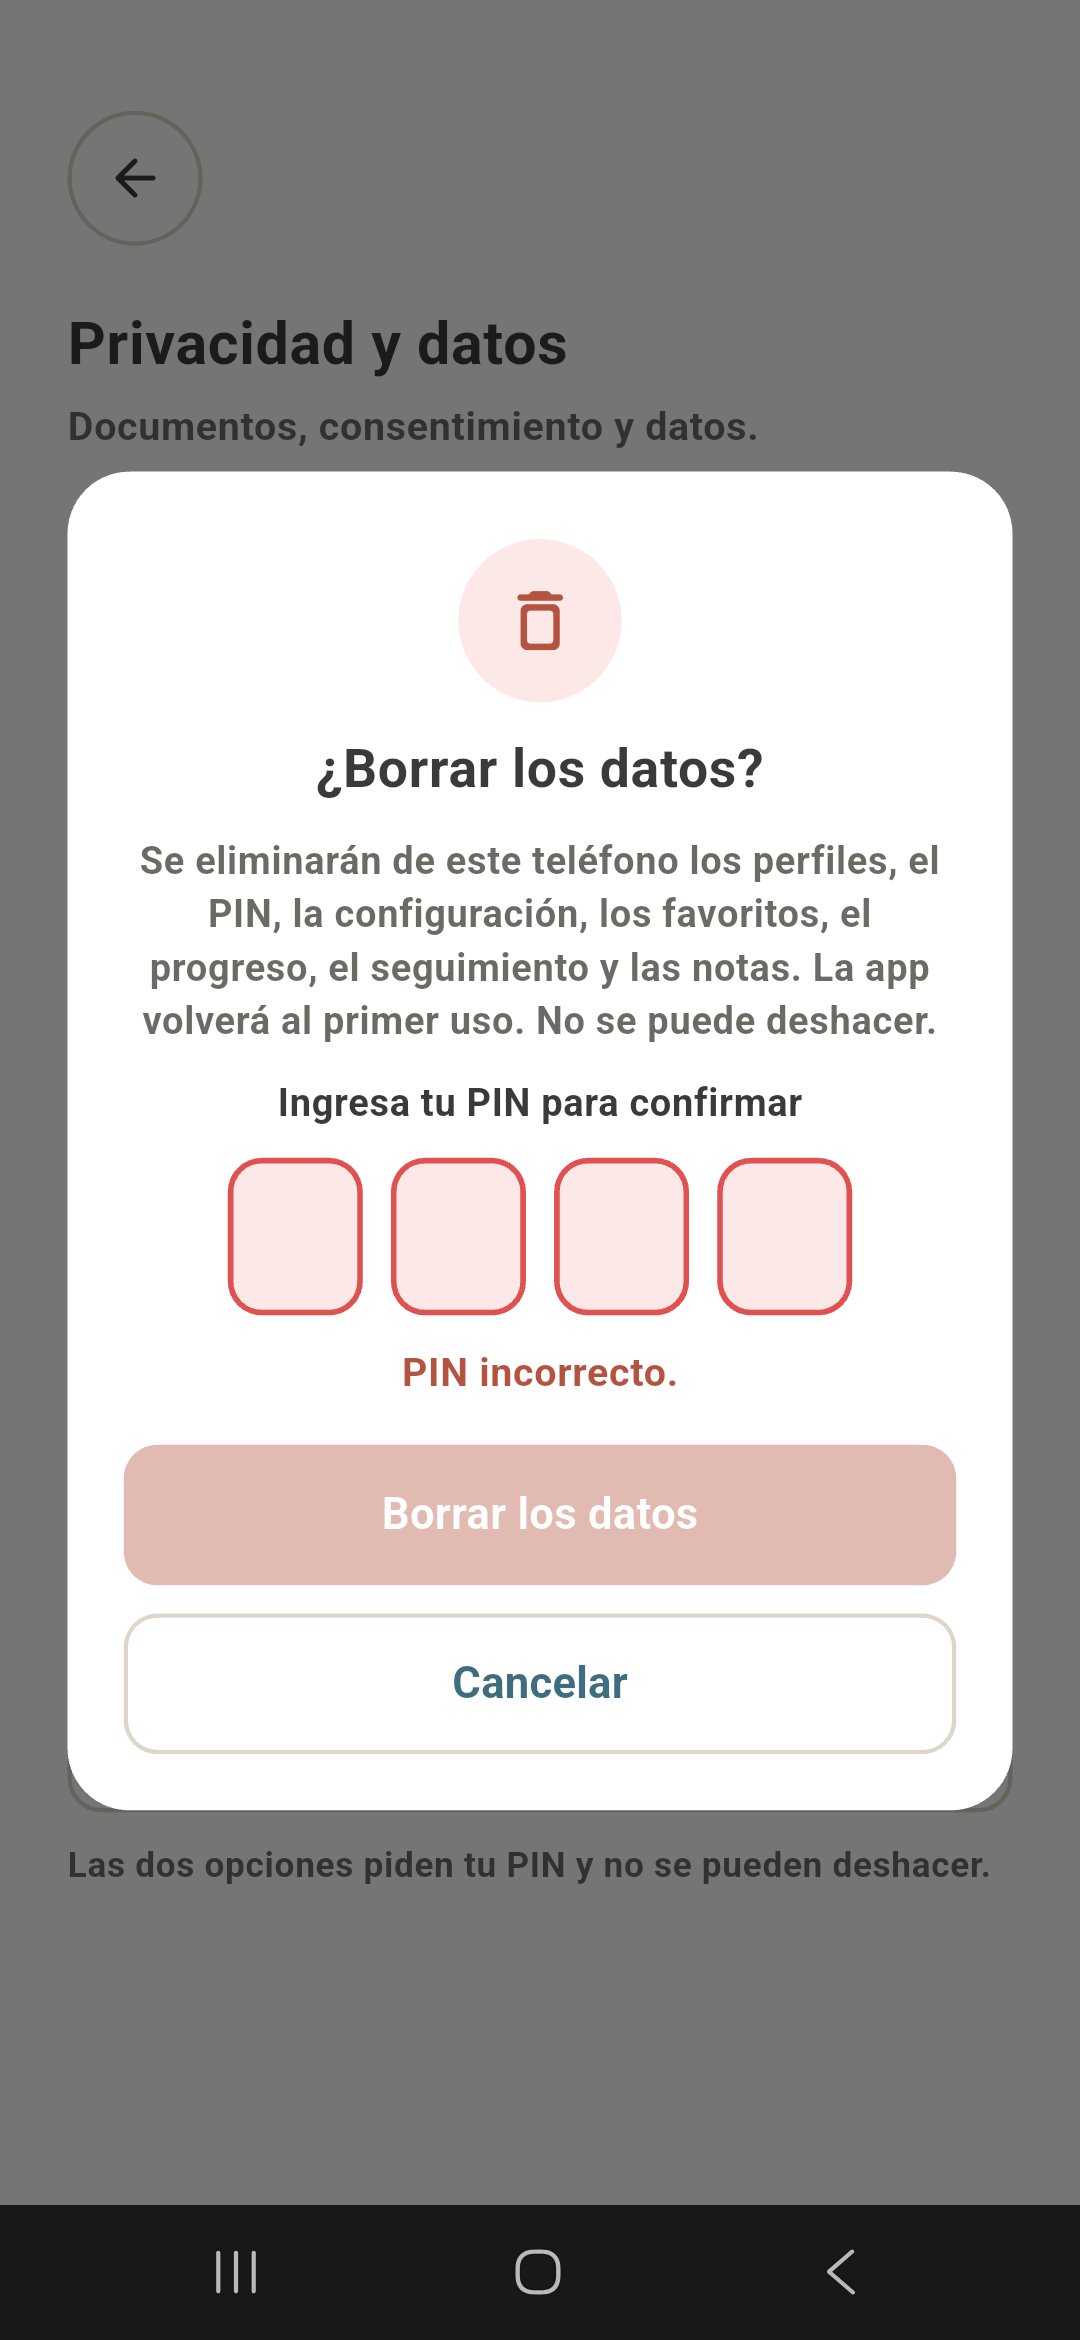 Privacidad y datos
Documentos, consentimiento y datos.
¿Borrar los datos?
Se eliminarán de este teléfono los perfiles, el
PIN, la configuración, los favoritos, el
progreso, el seguimiento y las notas. La app
volverá al primer uso. No se puede deshacer.
Ingresa tu PIN para confirmar
PIN incorrecto.
Borrar los datos
Cancelar
Las dos opciones piden tu PIN y no se pueden deshacer.